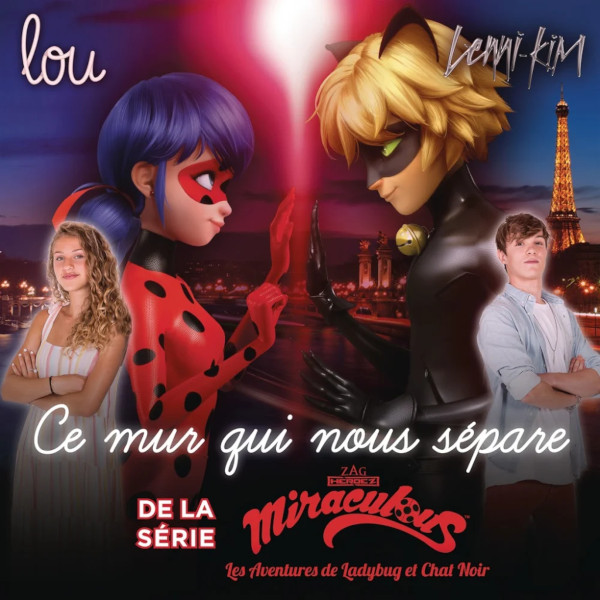 lou
Lenni-kim
Ce mur qui nous sépare
DE LA
SÉRIE
ZAG
HEROEZ
Miraculous™
Les Aventures de Ladybug et Chat Noir